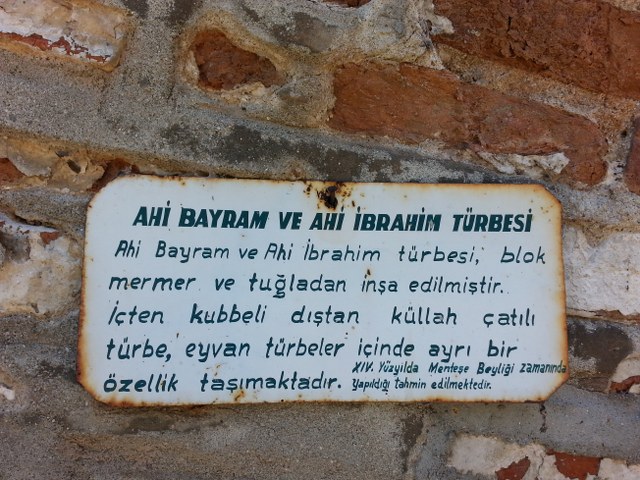 AHİ BAYRAM VE AHİ İBRAHİM TÜRBESİ
Ahi Bayram ve Ahi İbrahim türbesi, blok
mermer ve tuğladan inşa edilmiştir.
İçten kubbeli dıştan küllah çatılı
türbe, eyvan türbeler içinde ayrı bir
özellik taşımaktadır. XIV. Yüzyılda Menteşe Beyliği zamanında
Yapıldığı tahmin edilmektedir.